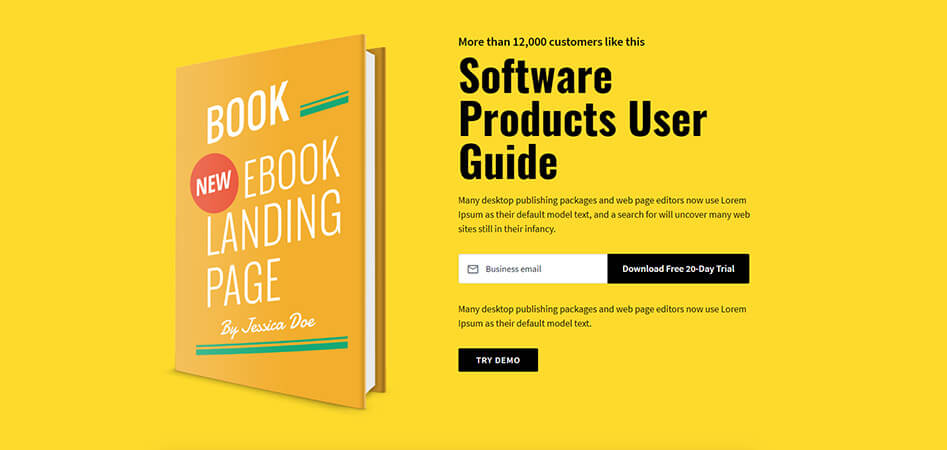 BOOK
NEW
EBOOK
LANDING
PAGE
By Jessica Doe
More than 12,000 customers like this
Software
Products User
Guide
Many desktop publishing packages and web page editors now use Lorem
Ipsum as their default model text, and a search for will uncover many web
sites still in their infancy.
Business email
Download Free 20-Day Trial
Many desktop publishing packages and web page editors now use Lorem
Ipsum as their default model text.
TRY DEMO